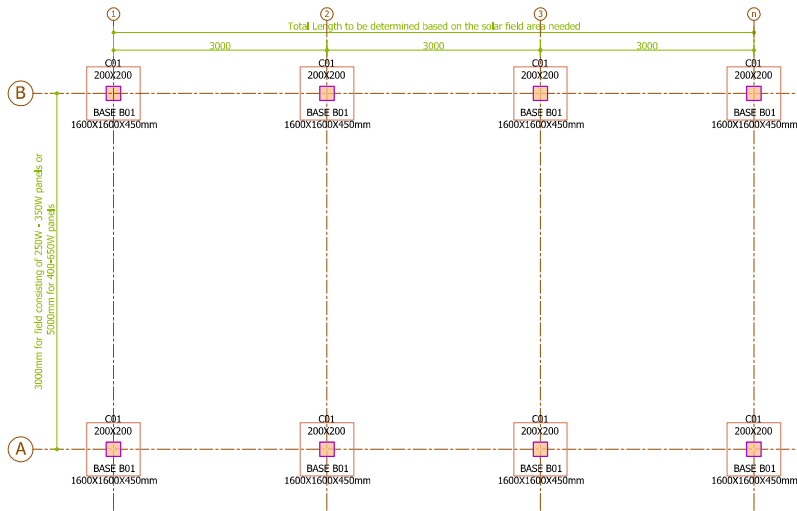 1 2 3 n
Total Length to be determined based on the solar field area needed
3000 3000 3000
C01 C01 C01 C01
200X200 200X200 200X200 200X200
B
BASE B01 BASE B01 BASE B01 BASE B01
1600X1600X450mm 1600X1600X450mm 1600X1600X450mm 1600X1600X450mm
3000mm for field consisting of 250W - 350W panels or
5000mm for 400-650W panels
C01 C01 C01 C01
200X200 200X200 200X200 200X200
A
BASE B01 BASE B01 BASE B01 BASE B01
1600X1600X450mm 1600X1600X450mm 1600X1600X450mm 1600X1600X450mm